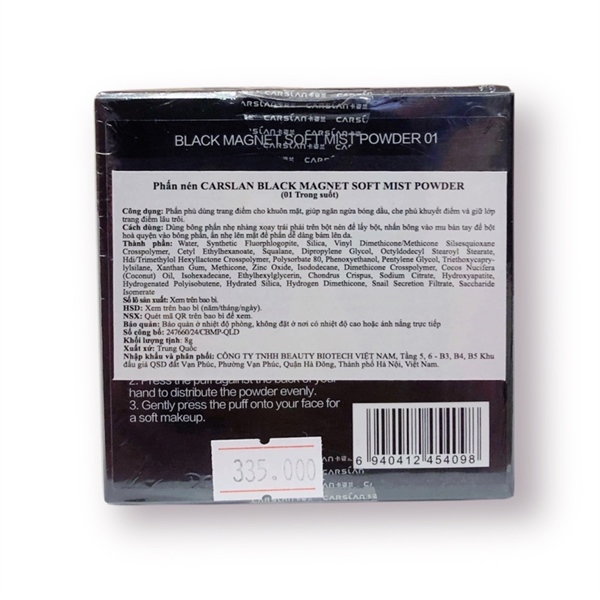 CARSLAN卡姿兰
BLACK MAGNET SOFT MIST POWDER 01
Phấn nén CARSLAN BLACK MAGNET SOFT MIST POWDER
(01 Trong suốt)
Công dụng: Phấn phủ dùng trang điểm cho khuôn mặt, giúp ngăn ngừa bóng dầu, che phủ khuyết điểm và giữ lớp
trang điểm lâu trôi.
Cách dùng: Dùng bông phấn nhẹ nhàng xoay trái phải trên bột nén để lấy bột, nhấn bông vào mu bàn tay để bột
hoà quyện vào bông phấn, ấn nhẹ lên mặt để phấn dễ dàng bám lên da.
Thành phần: Water, Synthetic Fluorphlogopite, Silica, Vinyl Dimethicone/Methicone Silsesquioxane
Crosspolymer, Cetyl Ethylhexanoate, Squalane, Dipropylene Glycol, Octyldodecyl Stearoyl Stearate,
Hdi/Trimethylol Hexyllactone Crosspolymer, Polysorbate 80, Phenoxyethanol, Pentylene Glycol, Triethoxycapry-
lylsilane, Xanthan Gum, Methicone, Zinc Oxide, Isododecane, Dimethicone Crosspolymer, Cocos Nucifera
(Coconut) Oil, Isohexadecane, Ethylhexylglycerin, Chondrus Crispus, Sodium Citrate, Hydroxyapatite,
Hydrogenated Polyisobutene, Hydrated Silica, Hydrogen Dimethicone, Snail Secretion Filtrate, Saccharide
Isomerate
Số lô sản xuất: Xem trên bao bì.
HSD: Xem trên bao bì (năm/tháng/ngày).
NSX: Quét mã QR trên bao bì để xem.
Bảo quản: Bảo quản ở nhiệt độ phòng, không đặt ở nơi có nhiệt độ cao hoặc ánh nắng trực tiếp
Số công bố: 247660/24/CBMP-QLD
Khối lượng tịnh: 8g
Xuất xứ: Trung Quốc
Nhập khẩu và phân phối: CÔNG TY TNHH BEAUTY BIOTECH VIỆT NAM, Tầng 5, 6 - B3, B4, B5 Khu
đấu giá QSD đất Vạn Phúc, Phường Vạn Phúc, Quận Hà Đông, Thành phố Hà Nội, Việt Nam.
2. Press the puff against the back of your
hand to distribute the powder evenly.
3. Gently press the puff onto your face for
a soft makeup.
335.000
6 940412 454098
CARSLAN